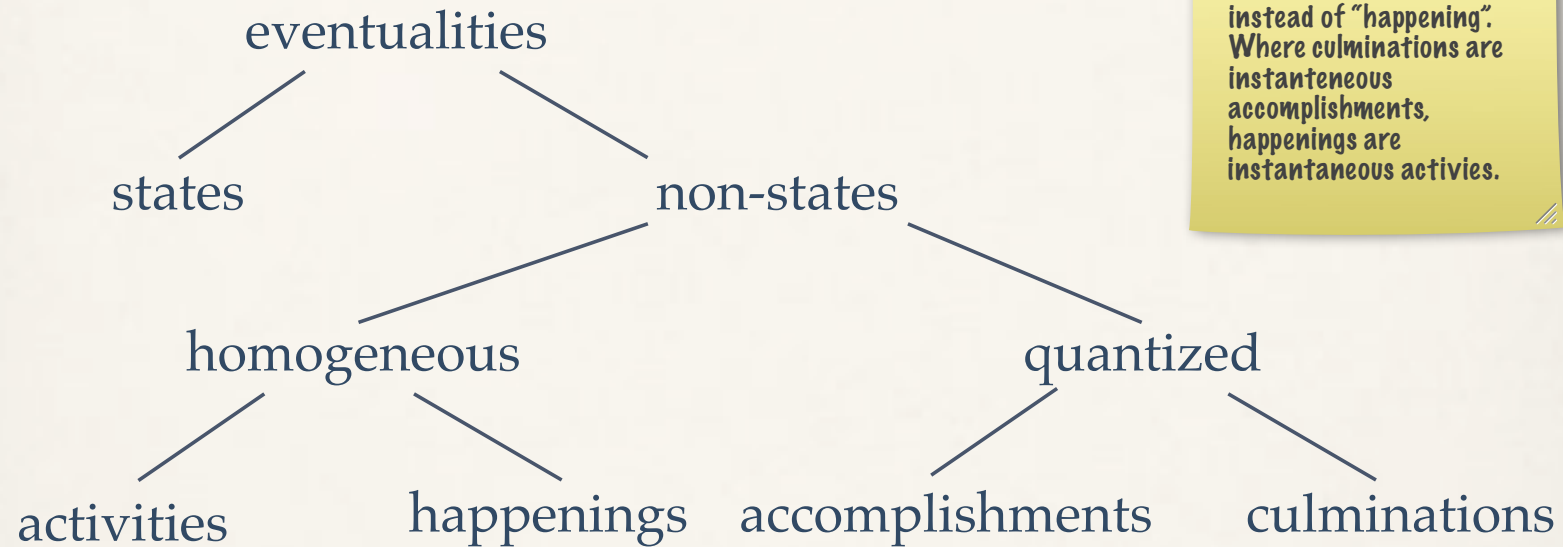 eventualities
states
non-states
homogeneous
quantized
activities
happenings
accomplishments
culminations
instead of “happening”.
Where culminations are
instanteneous
accomplishments,
happenings are
instantaneous activies.